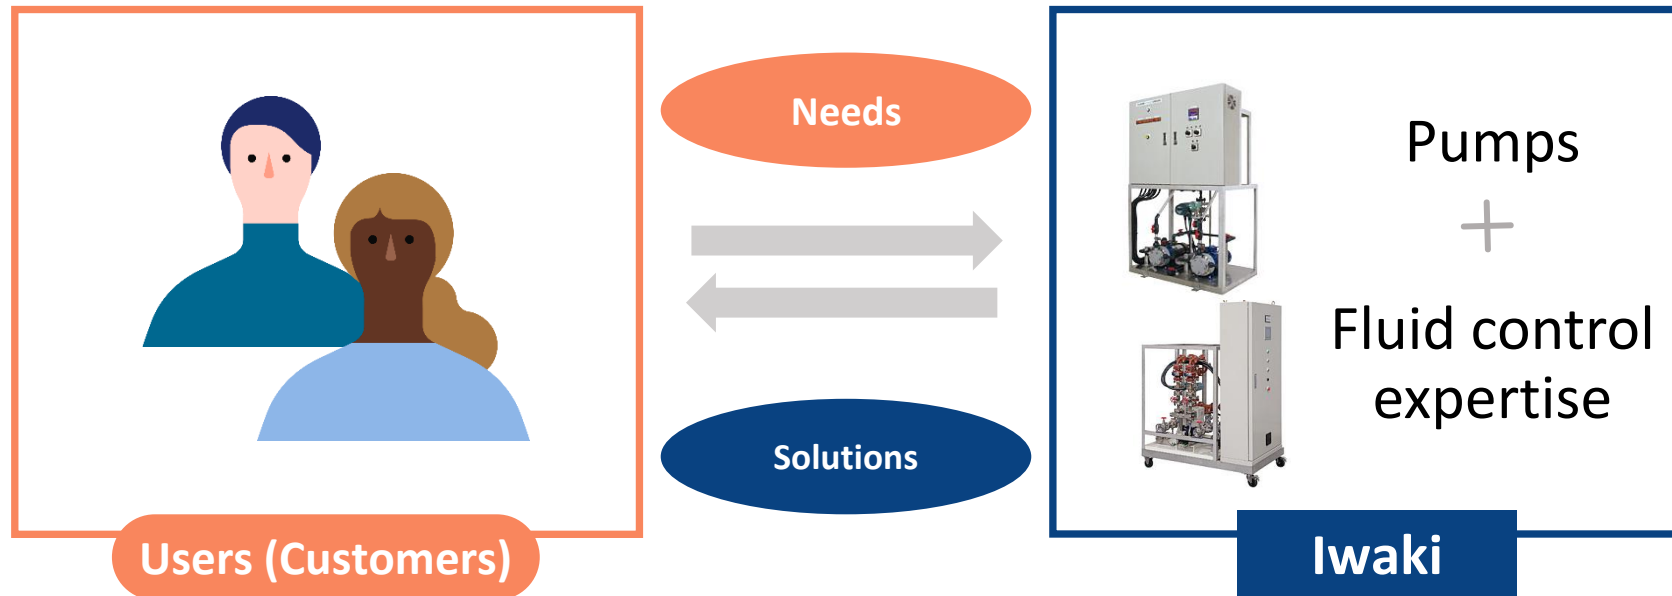 Needs
Pumps
+
Fluid control
expertise
Solutions
Users (Customers)
Iwaki